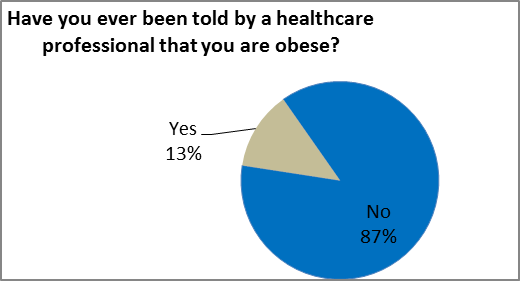 Have you ever been told by a healthcare
professional that you are obese?
Yes
13%
No
87%